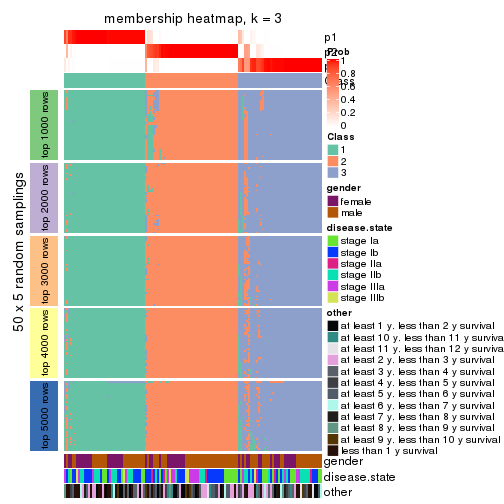 membership heatmap, k = 3
p1
p2
Prob
1
0.8
0.6
0.4
0.2
0
Class
Class
1
2
3
gender
female
male
disease.state
stage Ia
stage Ib
stage IIa
stage IIb
stage IIIa
stage IIIb
other
at least 1 y. less than 2 y survival
at least 10 y. less than 11 y surviva
at least 11 y. less than 12 y surviva
at least 2 y. less than 3 y survival
at least 3 y. less than 4 y survival
at least 4 y. less than 5 y survival
at least 5 y. less than 6 y survival
at least 6 y. less than 7 y survival
at least 7 y. less than 8 y survival
at least 8 y. less than 9 y survival
at least 9 y. less than 10 y survival
less than 1 y survival
50 x 5 random samplings
top 1000 rows
top 2000 rows
top 3000 rows
top 4000 rows
top 5000 rows
gender
disease.state
other